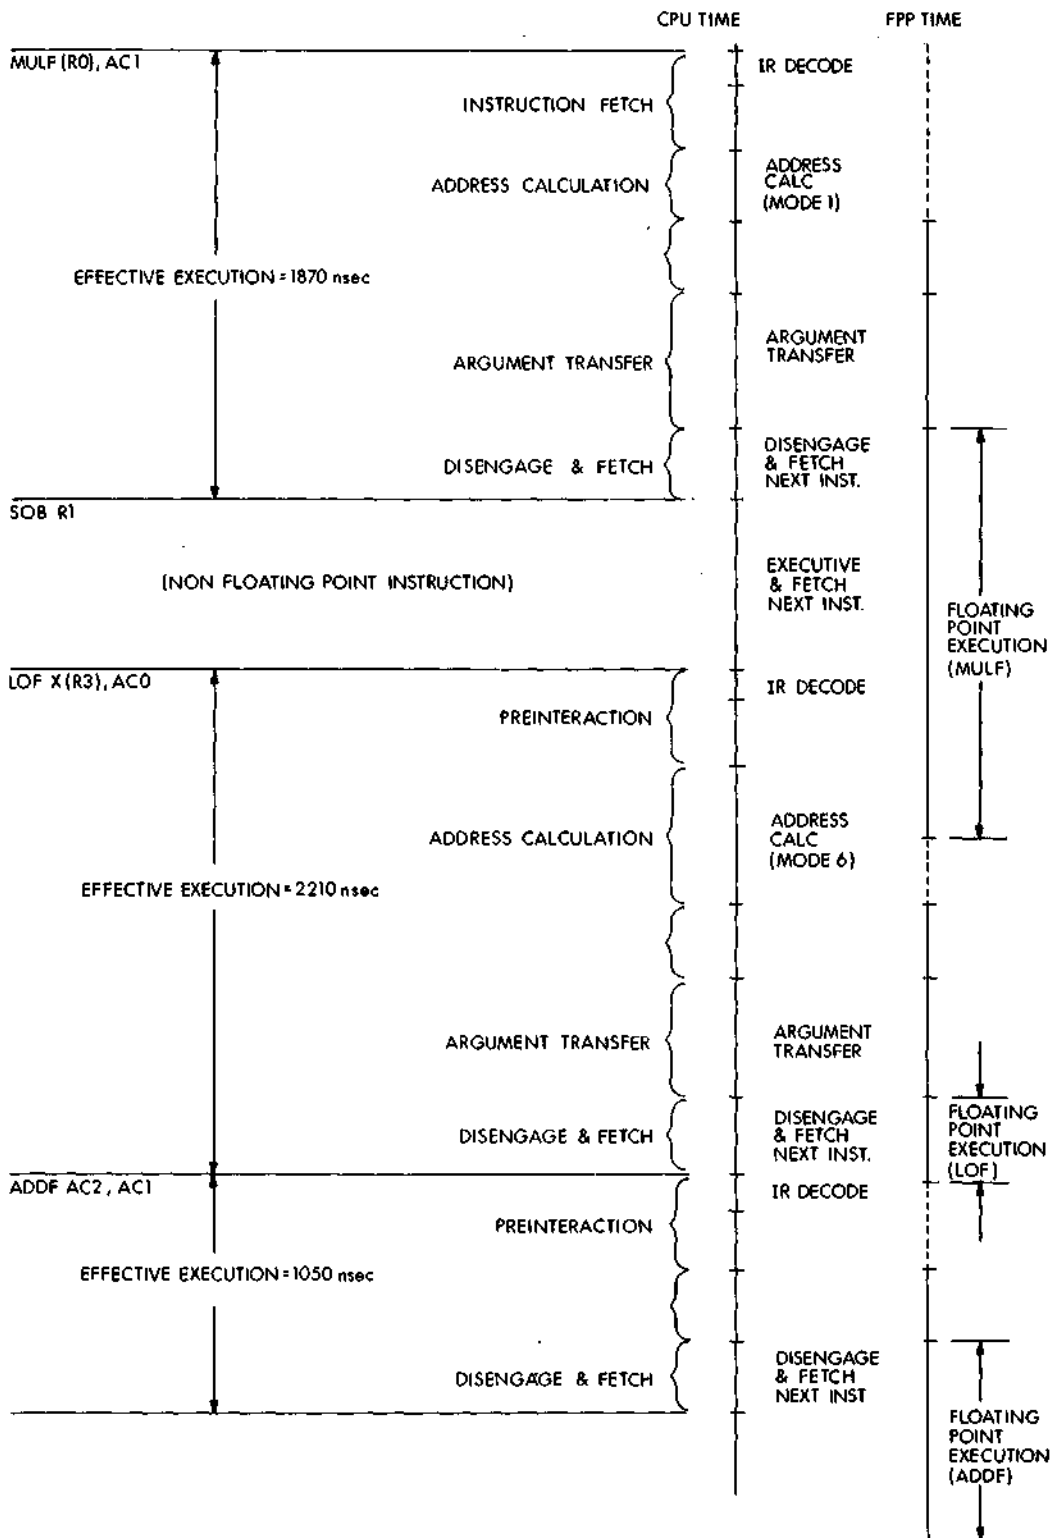 CPU TIME
FPP TIME
MULF (R0), AC1
IR DECODE
INSTRUCTION FETCH
ADDRESS CALCULATION
ADDRESS
CALC
(MODE 1)
EFFECTIVE EXECUTION = 1870 nsec
ARGUMENT TRANSFER
ARGUMENT
TRANSFER
DISENGAGE & FETCH
DISENGAGE
& FETCH
NEXT INST.
SOB R1
(NON FLOATING POINT INSTRUCTION)
EXECUTIVE
& FETCH
NEXT INST.
FLOATING
POINT
EXECUTION
(MULF)
LOF X (R3), AC0
IR DECODE
PREINTERACTION
ADDRESS CALCULATION
ADDRESS
CALC
(MODE 6)
EFFECTIVE EXECUTION = 2210 nsec
ARGUMENT TRANSFER
ARGUMENT
TRANSFER
DISENGAGE & FETCH
DISENGAGE
& FETCH
NEXT INST.
FLOATING
POINT
EXECUTION
(LOF)
ADDF AC2, AC1
IR DECODE
PREINTERACTION
EFFECTIVE EXECUTION = 1050 nsec
DISENGAGE & FETCH
DISENGAGE
& FETCH
NEXT INST
FLOATING
POINT
EXECUTION
(ADDF)